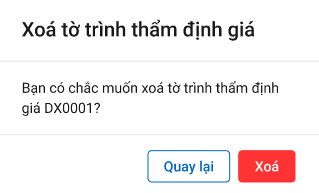 Xoá tờ trình thẩm định giá
Bạn có chắc muốn xoá tờ trình thẩm định
giá DX0001?
Quay lại
Xoá